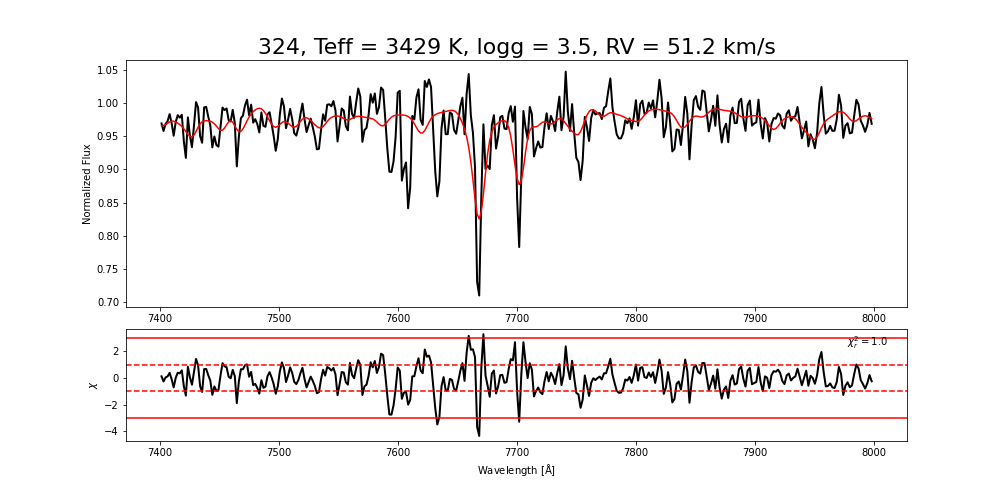 324, Teff = 3429 K, logg = 3.5, RV = 51.2 km/s
1.05
1.00
0.95
0.90
0.85
0.80
0.75
0.70
Normalized Flux
7400 7500 7600 7700 7800 7900 8000
χ²ᵣ = 1.0
2
0
−2
−4
χ
7400 7500 7600 7700 7800 7900 8000
Wavelength [Å]